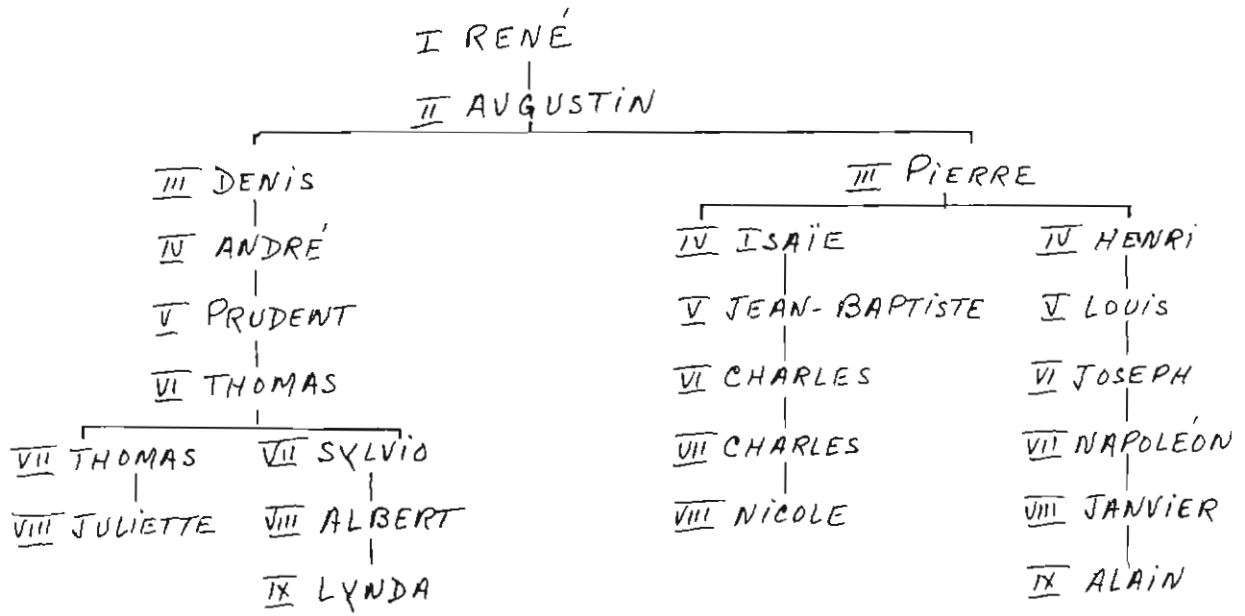 I RENÉ
II AUGUSTIN
III DENIS III PIERRE
IV ANDRÉ IV ISAÏE IV HENRI
V PRUDENT V JEAN-BAPTISTE V LOUIS
VI THOMAS VI CHARLES VI JOSEPH
VII THOMAS VII SYLVIO VII CHARLES VII NAPOLÉON
VIII JULIETTE VIII ALBERT VIII NICOLE VIII JANVIER
IX LYNDA IX ALAIN